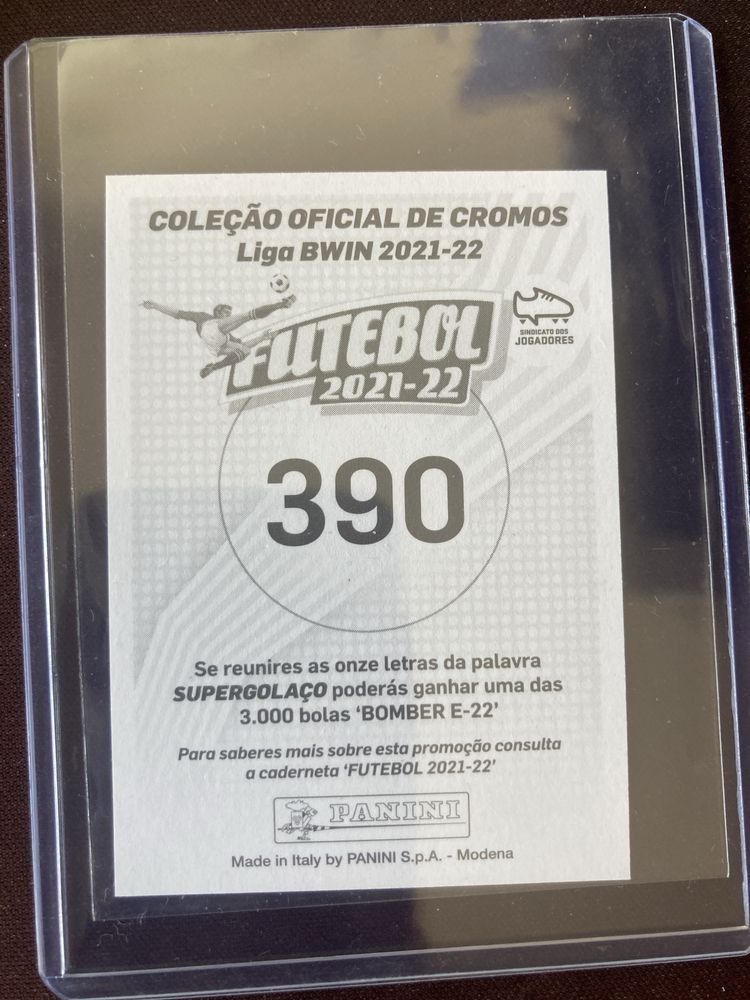 COLEÇÃO OFICIAL DE CROMOS
Liga BWIN 2021-22
FUTEBOL
2021-22
SINDICATO DOS
JOGADORES
390
Se reunires as onze letras da palavra
SUPERGOLAÇO poderás ganhar uma das
3.000 bolas ‘BOMBER E-22’
Para saberes mais sobre esta promoção consulta
a caderneta ‘FUTEBOL 2021-22’
PANINI
Made in Italy by PANINI S.p.A. - Modena